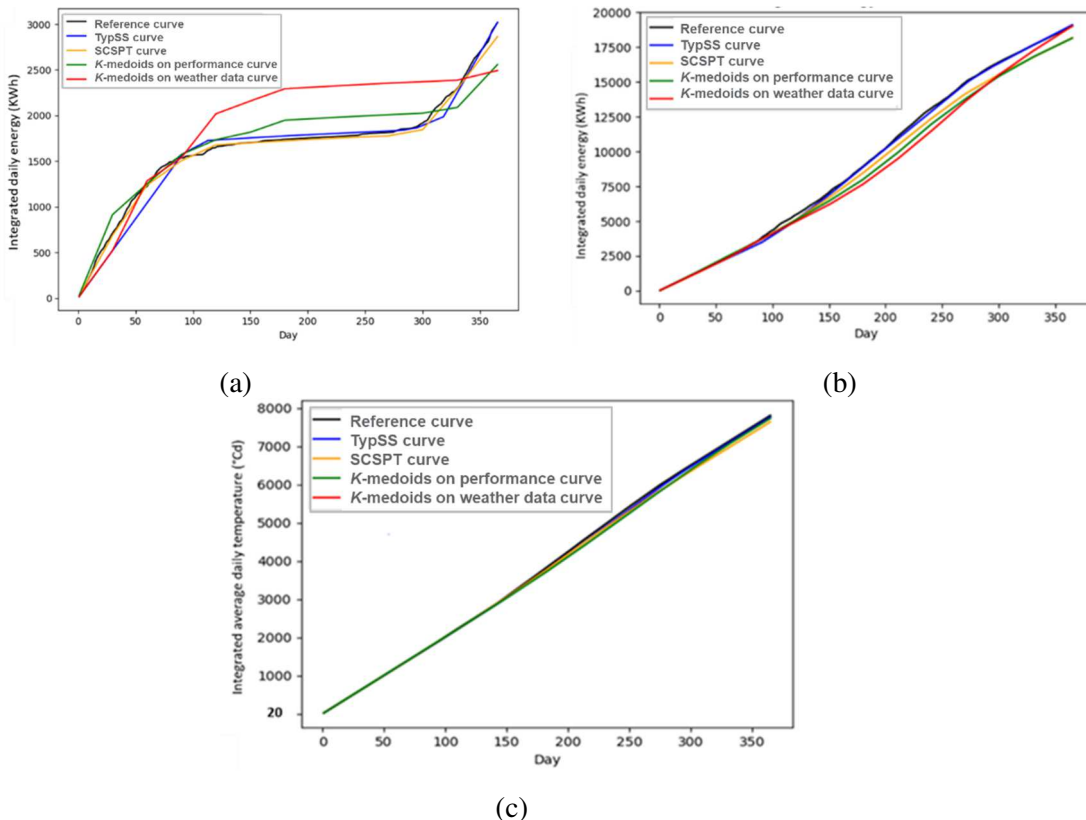 (a)
Reference curve
TypSS curve
SCSPT curve
K-medoids on performance curve
K-medoids on weather data curve
Integrated daily energy (KWh)
3000
2500
2000
1500
1000
500
0
0 50 100 150 200 250 300 350
Day
(a)
(b)
Reference curve
TypSS curve
SCSPT curve
K-medoids on performance curve
K-medoids on weather data curve
Integrated daily energy (KWh)
20000
17500
15000
12500
10000
7500
5000
2500
0
0 50 100 150 200 250 300 350
Day
(b)
Reference curve
TypSS curve
SCSPT curve
K-medoids on performance curve
K-medoids on weather data curve
Integrated average daily temperature (°Cd)
8000
7000
6000
5000
4000
3000
2000
1000
20
0 50 100 150 200 250 300 350
Day
(c)